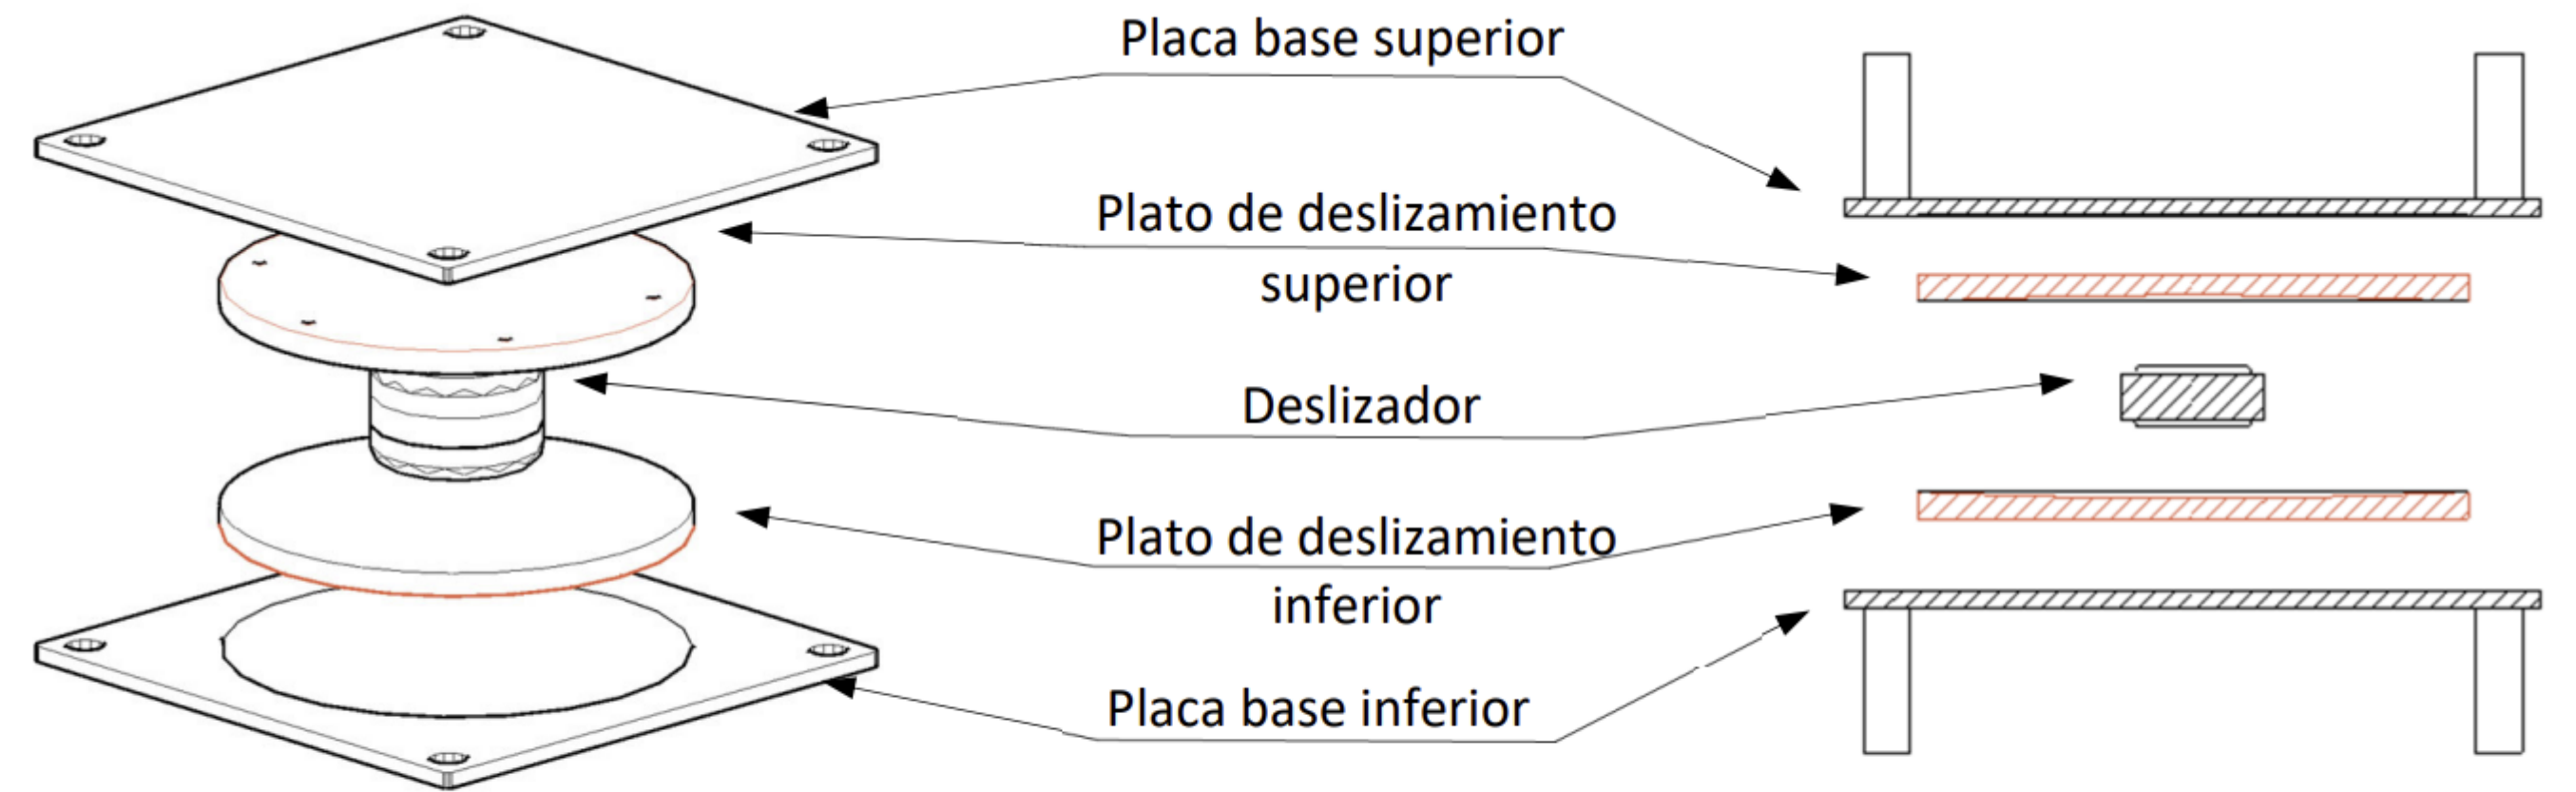 Placa base superior
Plato de deslizamiento
superior
Deslizador
Plato de deslizamiento
inferior
Placa base inferior